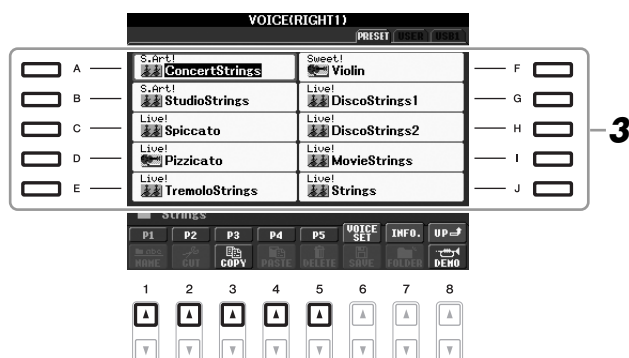 VOICE(RIGHT1)
PRESET USER USB1
A S.Art! ConcertStrings Sweet! Violin F
B S.Art! StudioStrings Live! DiscoStrings1 G
C Live! Spiccato Live! DiscoStrings2 H
D Live! Pizzicato Live! MovieStrings I
E Live! TremoloStrings Live! Strings J
3
Strings
P1 P2 P3 P4 P5 VOICE SET INFO. UP
NAME CUT COPY PASTE DELETE SAVE FOLDER DEMO
1 2 3 4 5 6 7 8